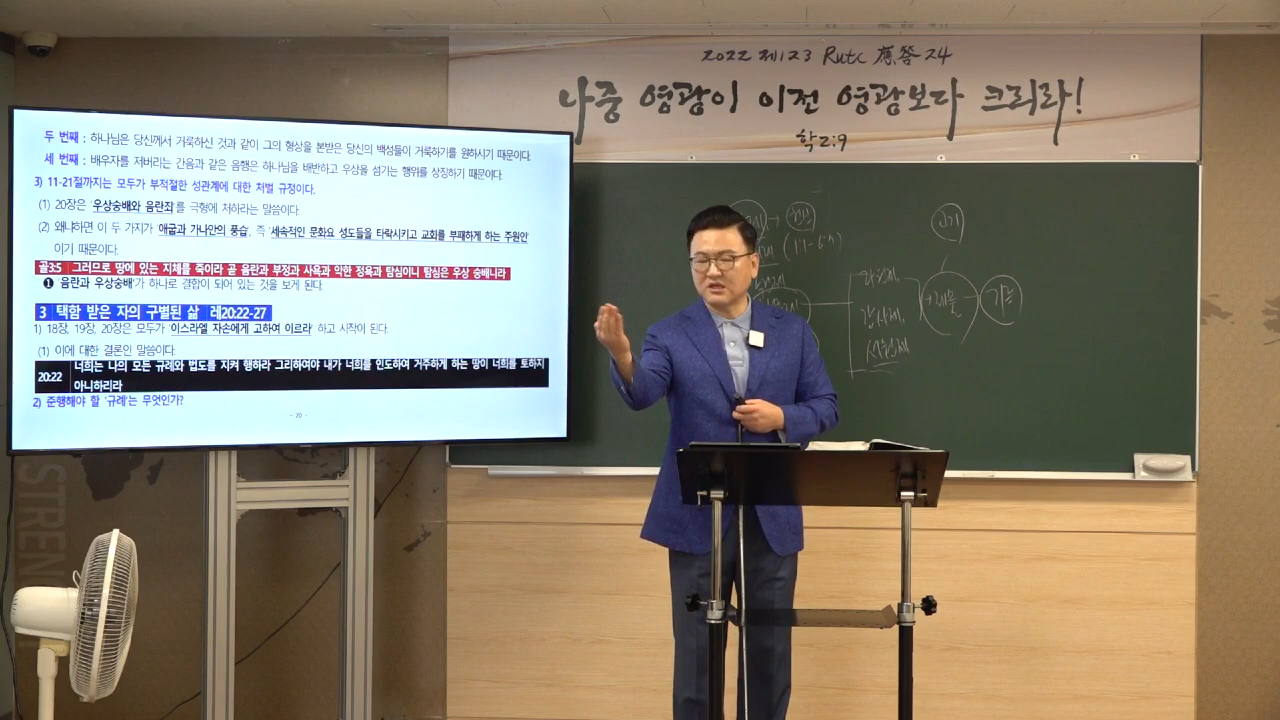 2022 제123 Rutc 應答 24
나중 영광이 이전 영광보다 크리라!
학2:9
두 번째 : 하나님은 당신께서 거룩하신 것과 같이 그의 형상을 본받은 당신의 백성들이 거룩하기를 원하시기 때문이다.
세 번째 : 배우자를 저버리는 간음과 같은 음행은 하나님을 배반하고 우상을 섬기는 행위를 상징하기 때문이다.
3) 11-21절까지는 모두가 부적절한 성관계에 대한 처벌 규정이다.
(1) 20장은 '우상숭배와 음란죄'를 극형에 처하라는 말씀이다.
(2) 왜냐하면 이 두 가지가 '애굽과 가나안의 풍습', 즉 '세속적인 문화요 성도들을 타락시키고 교회를 부패하게 하는 주원인'
이기 때문이다.
골3:5 그러므로 땅에 있는 지체를 죽이라 곧 음란과 부정과 사욕과 악한 정욕과 탐심이니 탐심은 우상 숭배니라
❶ 음란과 우상숭배'가 하나로 결합이 되어 있는 것을 보게 된다.
3 택함 받은 자의 구별된 삶 레20:22-27
1) 18장, 19장, 20장은 모두가 '이스라엘 자손에게 고하여 이르라' 하고 시작이 된다.
(1) 이에 대한 결론인 말씀이다.
20:22 너희는 나의 모든 규례와 법도를 지켜 행하라 그리하여야 내가 너희를 인도하여 거주하게 하는 땅이 너희를 토하지
아니하리라
2) 준행해야 할 '규례'는 무엇인가?
- 20 -
헌신
(1:1-6:7)
감사제,
서원제
제물
STREN